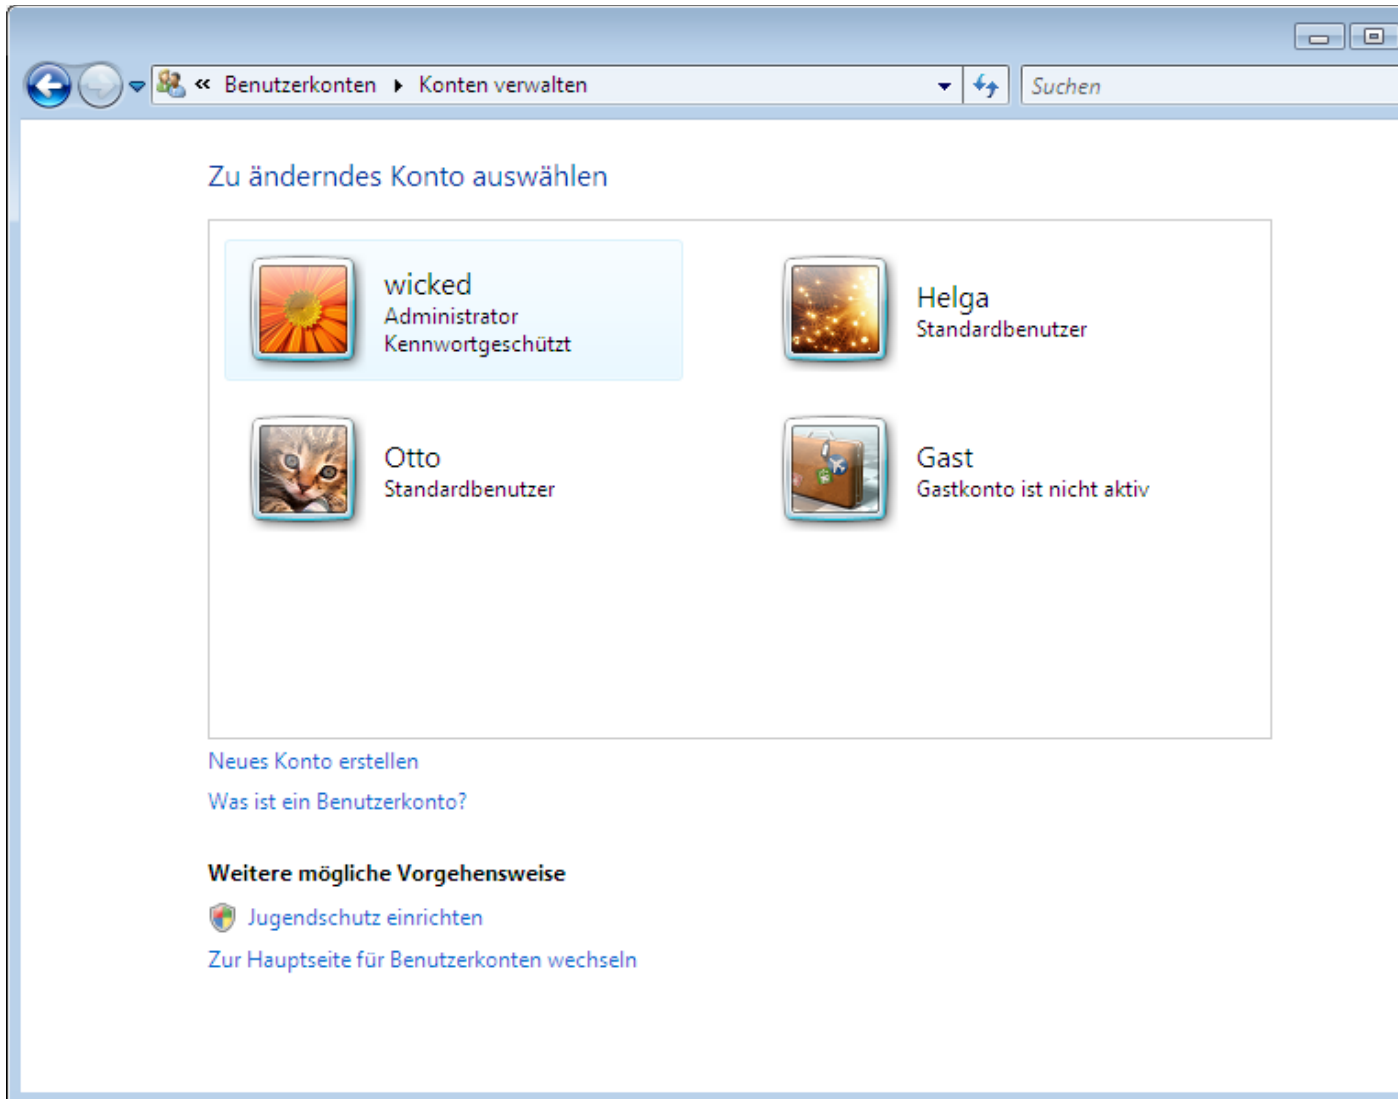 « Benutzerkonten ▸ Konten verwalten
Suchen
Zu änderndes Konto auswählen
wicked
Administrator
Kennwortgeschützt
Helga
Standardbenutzer
Otto
Standardbenutzer
Gast
Gastkonto ist nicht aktiv
Neues Konto erstellen
Was ist ein Benutzerkonto?
Weitere mögliche Vorgehensweise
Jugendschutz einrichten
Zur Hauptseite für Benutzerkonten wechseln